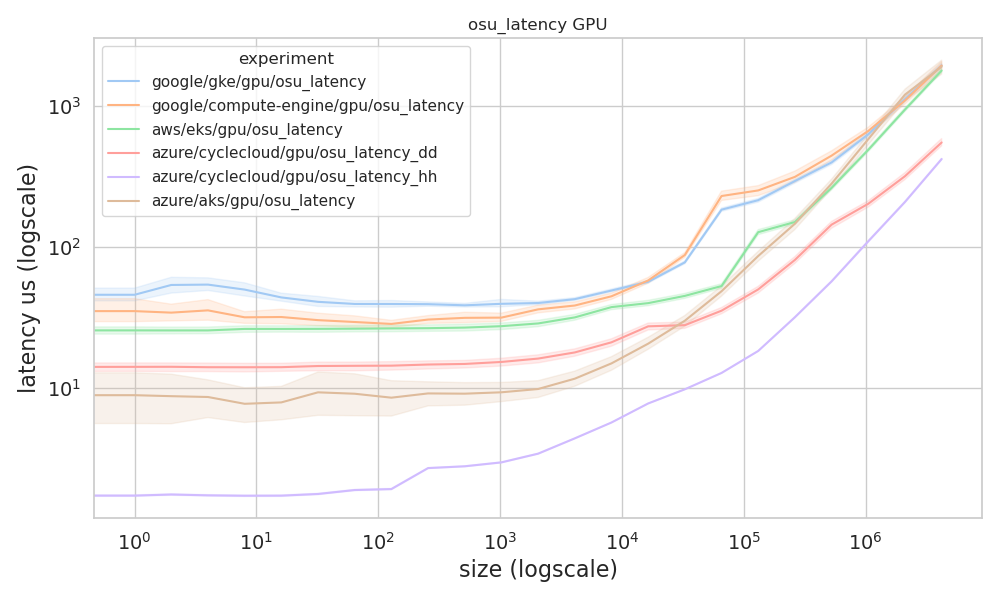 osu_latency GPU
experiment
google/gke/gpu/osu_latency
google/compute-engine/gpu/osu_latency
aws/eks/gpu/osu_latency
azure/cyclecloud/gpu/osu_latency_dd
azure/cyclecloud/gpu/osu_latency_hh
azure/aks/gpu/osu_latency
latency us (logscale)
10³
10²
10¹
10⁰ 10¹ 10² 10³ 10⁴ 10⁵ 10⁶
size (logscale)